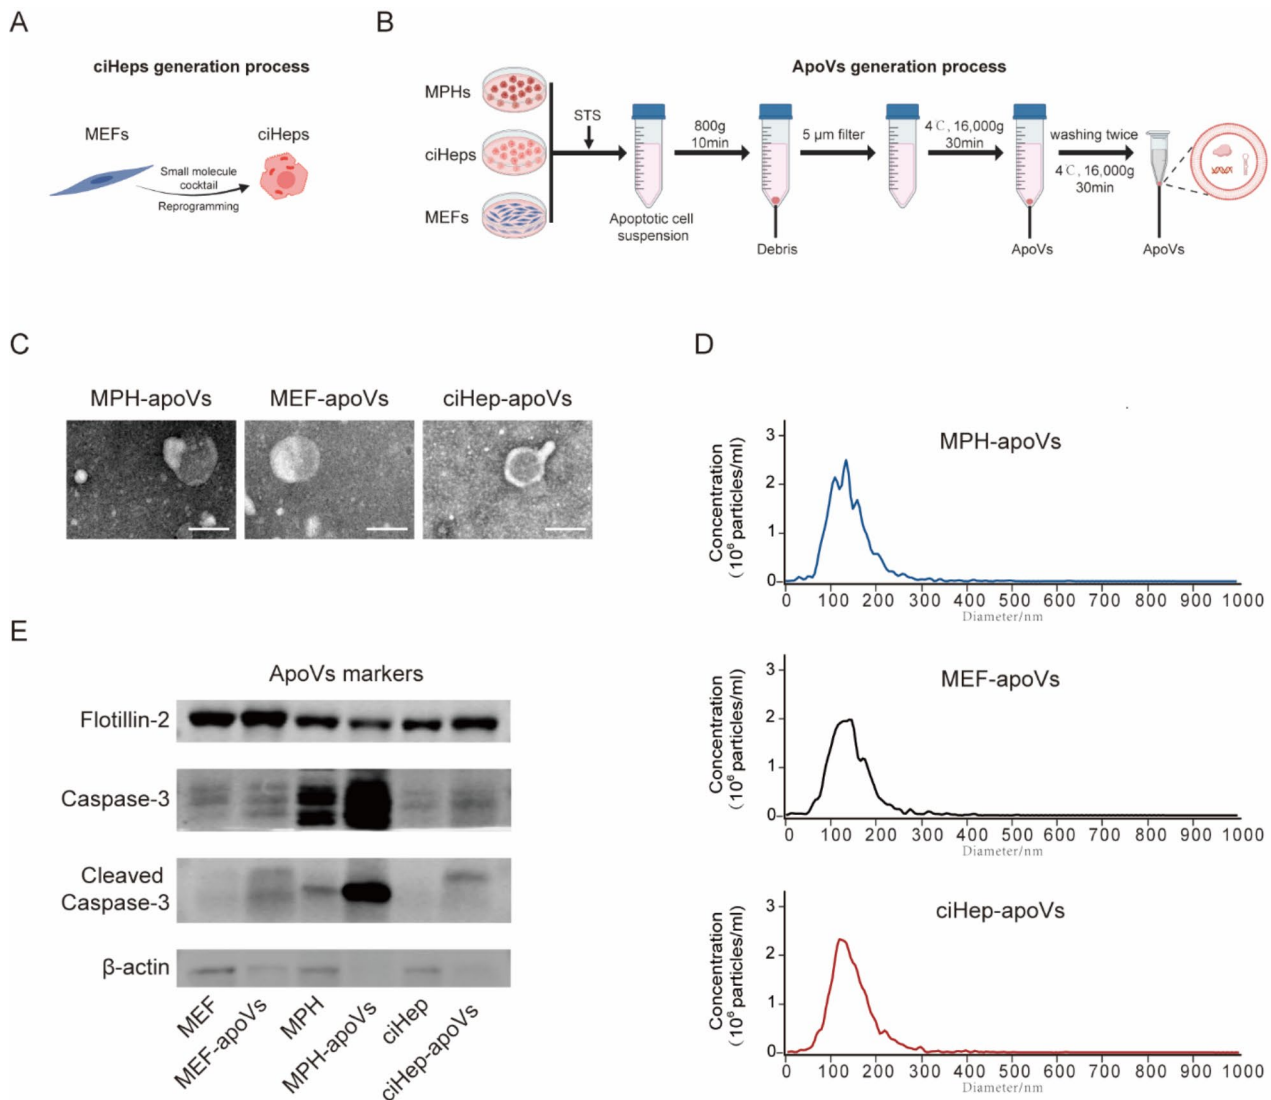 A
ciHeps generation process
MEFs
ciHeps
Small molecule
cocktail
Reprogramming
B
ApoVs generation process
MPHs
ciHeps
MEFs
STS
Apoptotic cell
suspension
800g
10min
Debris
5 μm filter
4℃, 16,000g
30min
ApoVs
washing twice
4℃, 16,000g
30min
ApoVs
C
MPH-apoVs
MEF-apoVs
ciHep-apoVs
D
MPH-apoVs
Concentration
(10⁶ particles/ml)
3
2
1
0
0 100 200 300 400 500 600 700 800 900 1000
Diameter/nm
MEF-apoVs
Concentration
(10⁶ particles/ml)
3
2
1
0
0 100 200 300 400 500 600 700 800 900 1000
Diameter/nm
ciHep-apoVs
Concentration
(10⁶ particles/ml)
3
2
1
0
0 100 200 300 400 500 600 700 800 900 1000
Diameter/nm
E
ApoVs markers
Flotillin-2
Caspase-3
Cleaved
Caspase-3
β-actin
MEF
MEF-apoVs
MPH
MPH-apoVs
ciHep
ciHep-apoVs